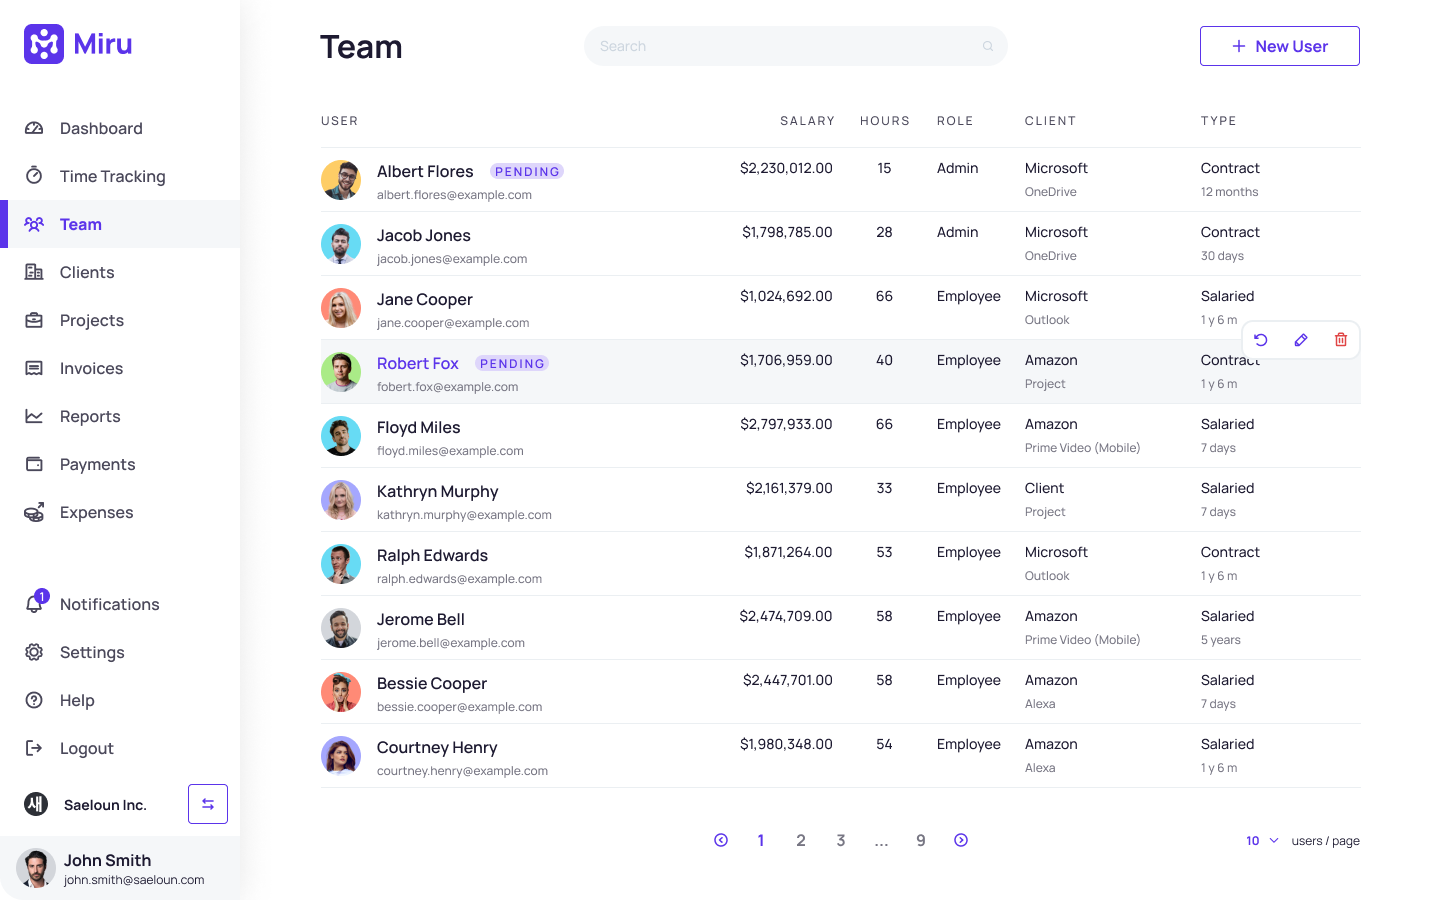 Miru
Dashboard
Time Tracking
Team
Clients
Projects
Invoices
Reports
Payments
Expenses
1
Notifications
Settings
Help
Logout
새
Saeloun Inc.
John Smith
john.smith@saeloun.com
Team
Search
New User
USER SALARY HOURS ROLE CLIENT TYPE
Albert Flores PENDING $2,230,012.00 15 Admin Microsoft Contract
albert.flores@example.com OneDrive 12 months
Jacob Jones $1,798,785.00 28 Admin Microsoft Contract
jacob.jones@example.com OneDrive 30 days
Jane Cooper $1,024,692.00 66 Employee Microsoft Salaried
jane.cooper@example.com Outlook 1 y 6 m
Robert Fox PENDING $1,706,959.00 40 Employee Amazon Contract
fobert.fox@example.com Project 1 y 6 m
Floyd Miles $2,797,933.00 66 Employee Amazon Salaried
floyd.miles@example.com Prime Video (Mobile) 7 days
Kathryn Murphy $2,161,379.00 33 Employee Client Salaried
kathryn.murphy@example.com Project 7 days
Ralph Edwards $1,871,264.00 53 Employee Microsoft Contract
ralph.edwards@example.com Outlook 1 y 6 m
Jerome Bell $2,474,709.00 58 Employee Amazon Salaried
jerome.bell@example.com Prime Video (Mobile) 5 years
Bessie Cooper $2,447,701.00 58 Employee Amazon Salaried
bessie.cooper@example.com Alexa 7 days
Courtney Henry $1,980,348.00 54 Employee Amazon Salaried
courtney.henry@example.com Alexa 1 y 6 m
1 2 3 ... 9
10 users / page